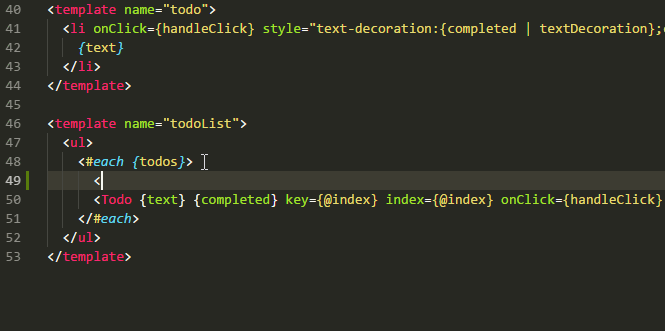 40 <template name="todo">
41 <li onClick={handleClick} style="text-decoration:{completed | textDecoration};
42 {text}
43 </li>
44 </template>
45
46 <template name="todoList">
47 <ul>
48 <#each {todos}>
49 <
50 <Todo {text} {completed} key={@index} index={@index} onClick={handleClick}
51 </#each>
52 </ul>
53 </template>